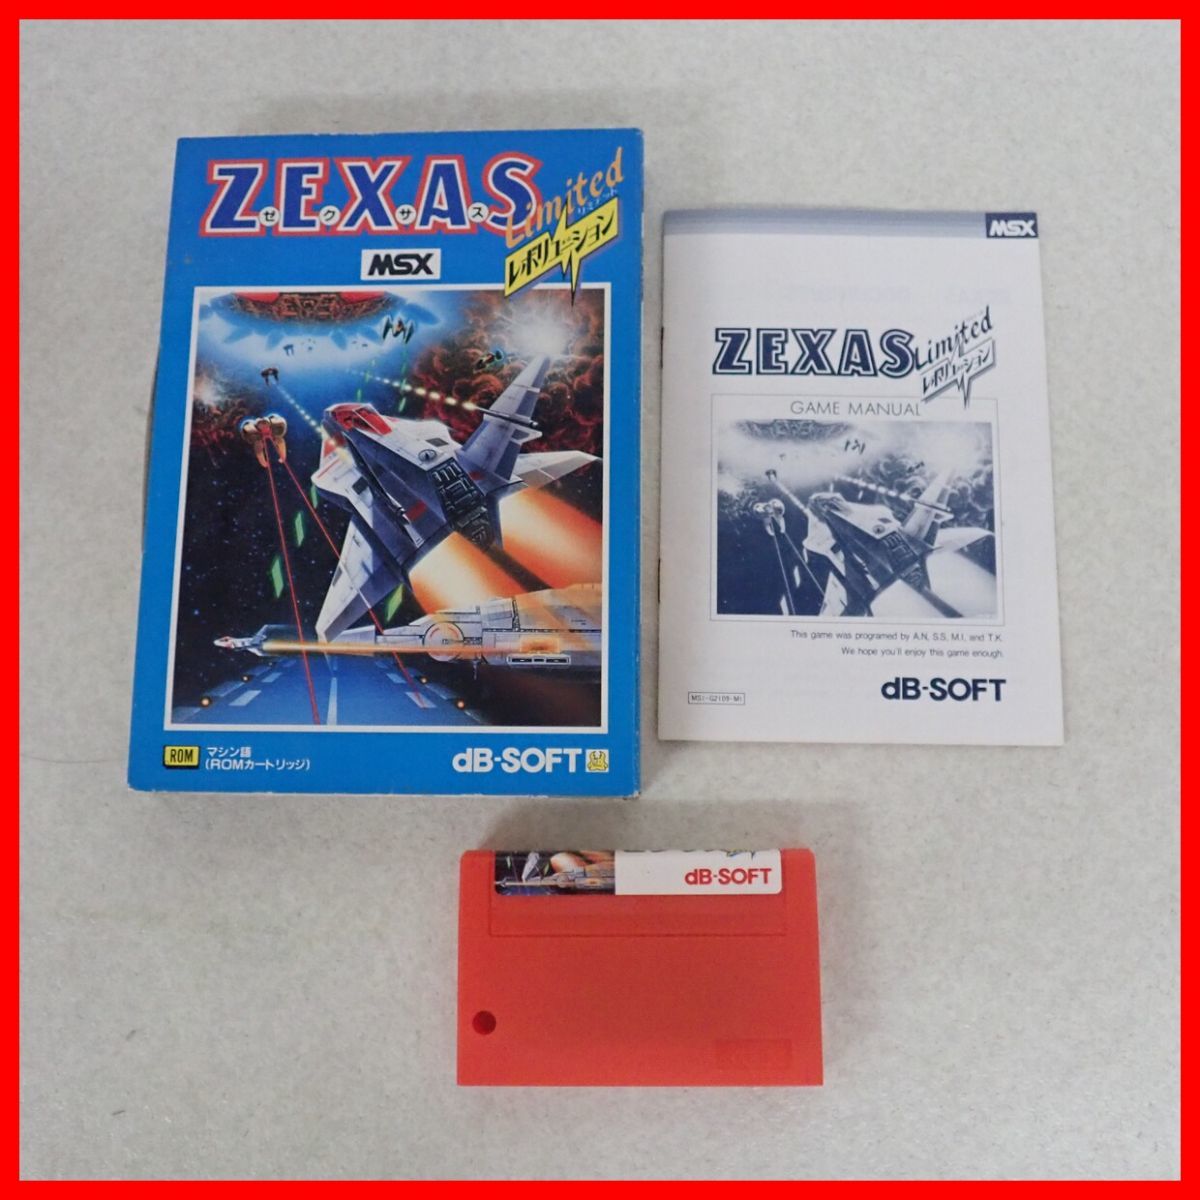 Z.E.X.A.S
ゼクサス
Limited
リミテッド
レボリューション
MSX
ROM
マシン語
(ROMカートリッジ)
dB-SOFT
MSX
ZEXAS
Limited
レボリューション
GAME MANUAL
This game was programed by A.N, S.S, M.I, and T.K.
We hope you'll enjoy this game enough.
MS1-G2109-M1
dB-SOFT
dB-SOFT